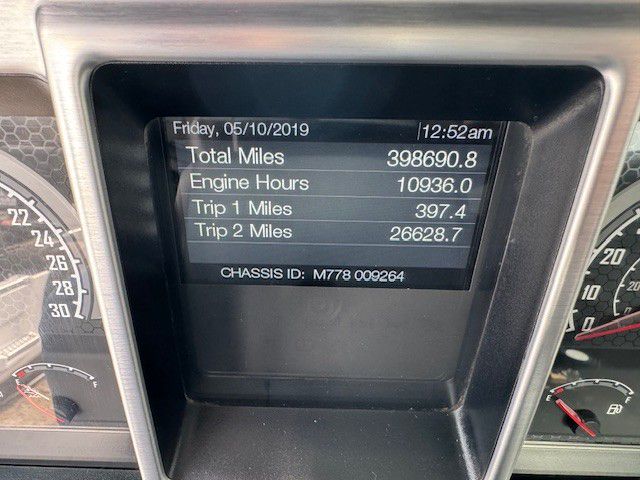 Friday, 05/10/2019 12:52am
Total Miles 398690.8
Engine Hours 10936.0
Trip 1 Miles 397.4
Trip 2 Miles 26628.7
CHASSIS ID: M778 009264
22
24
26
28
30
20
10
0
E F
E F